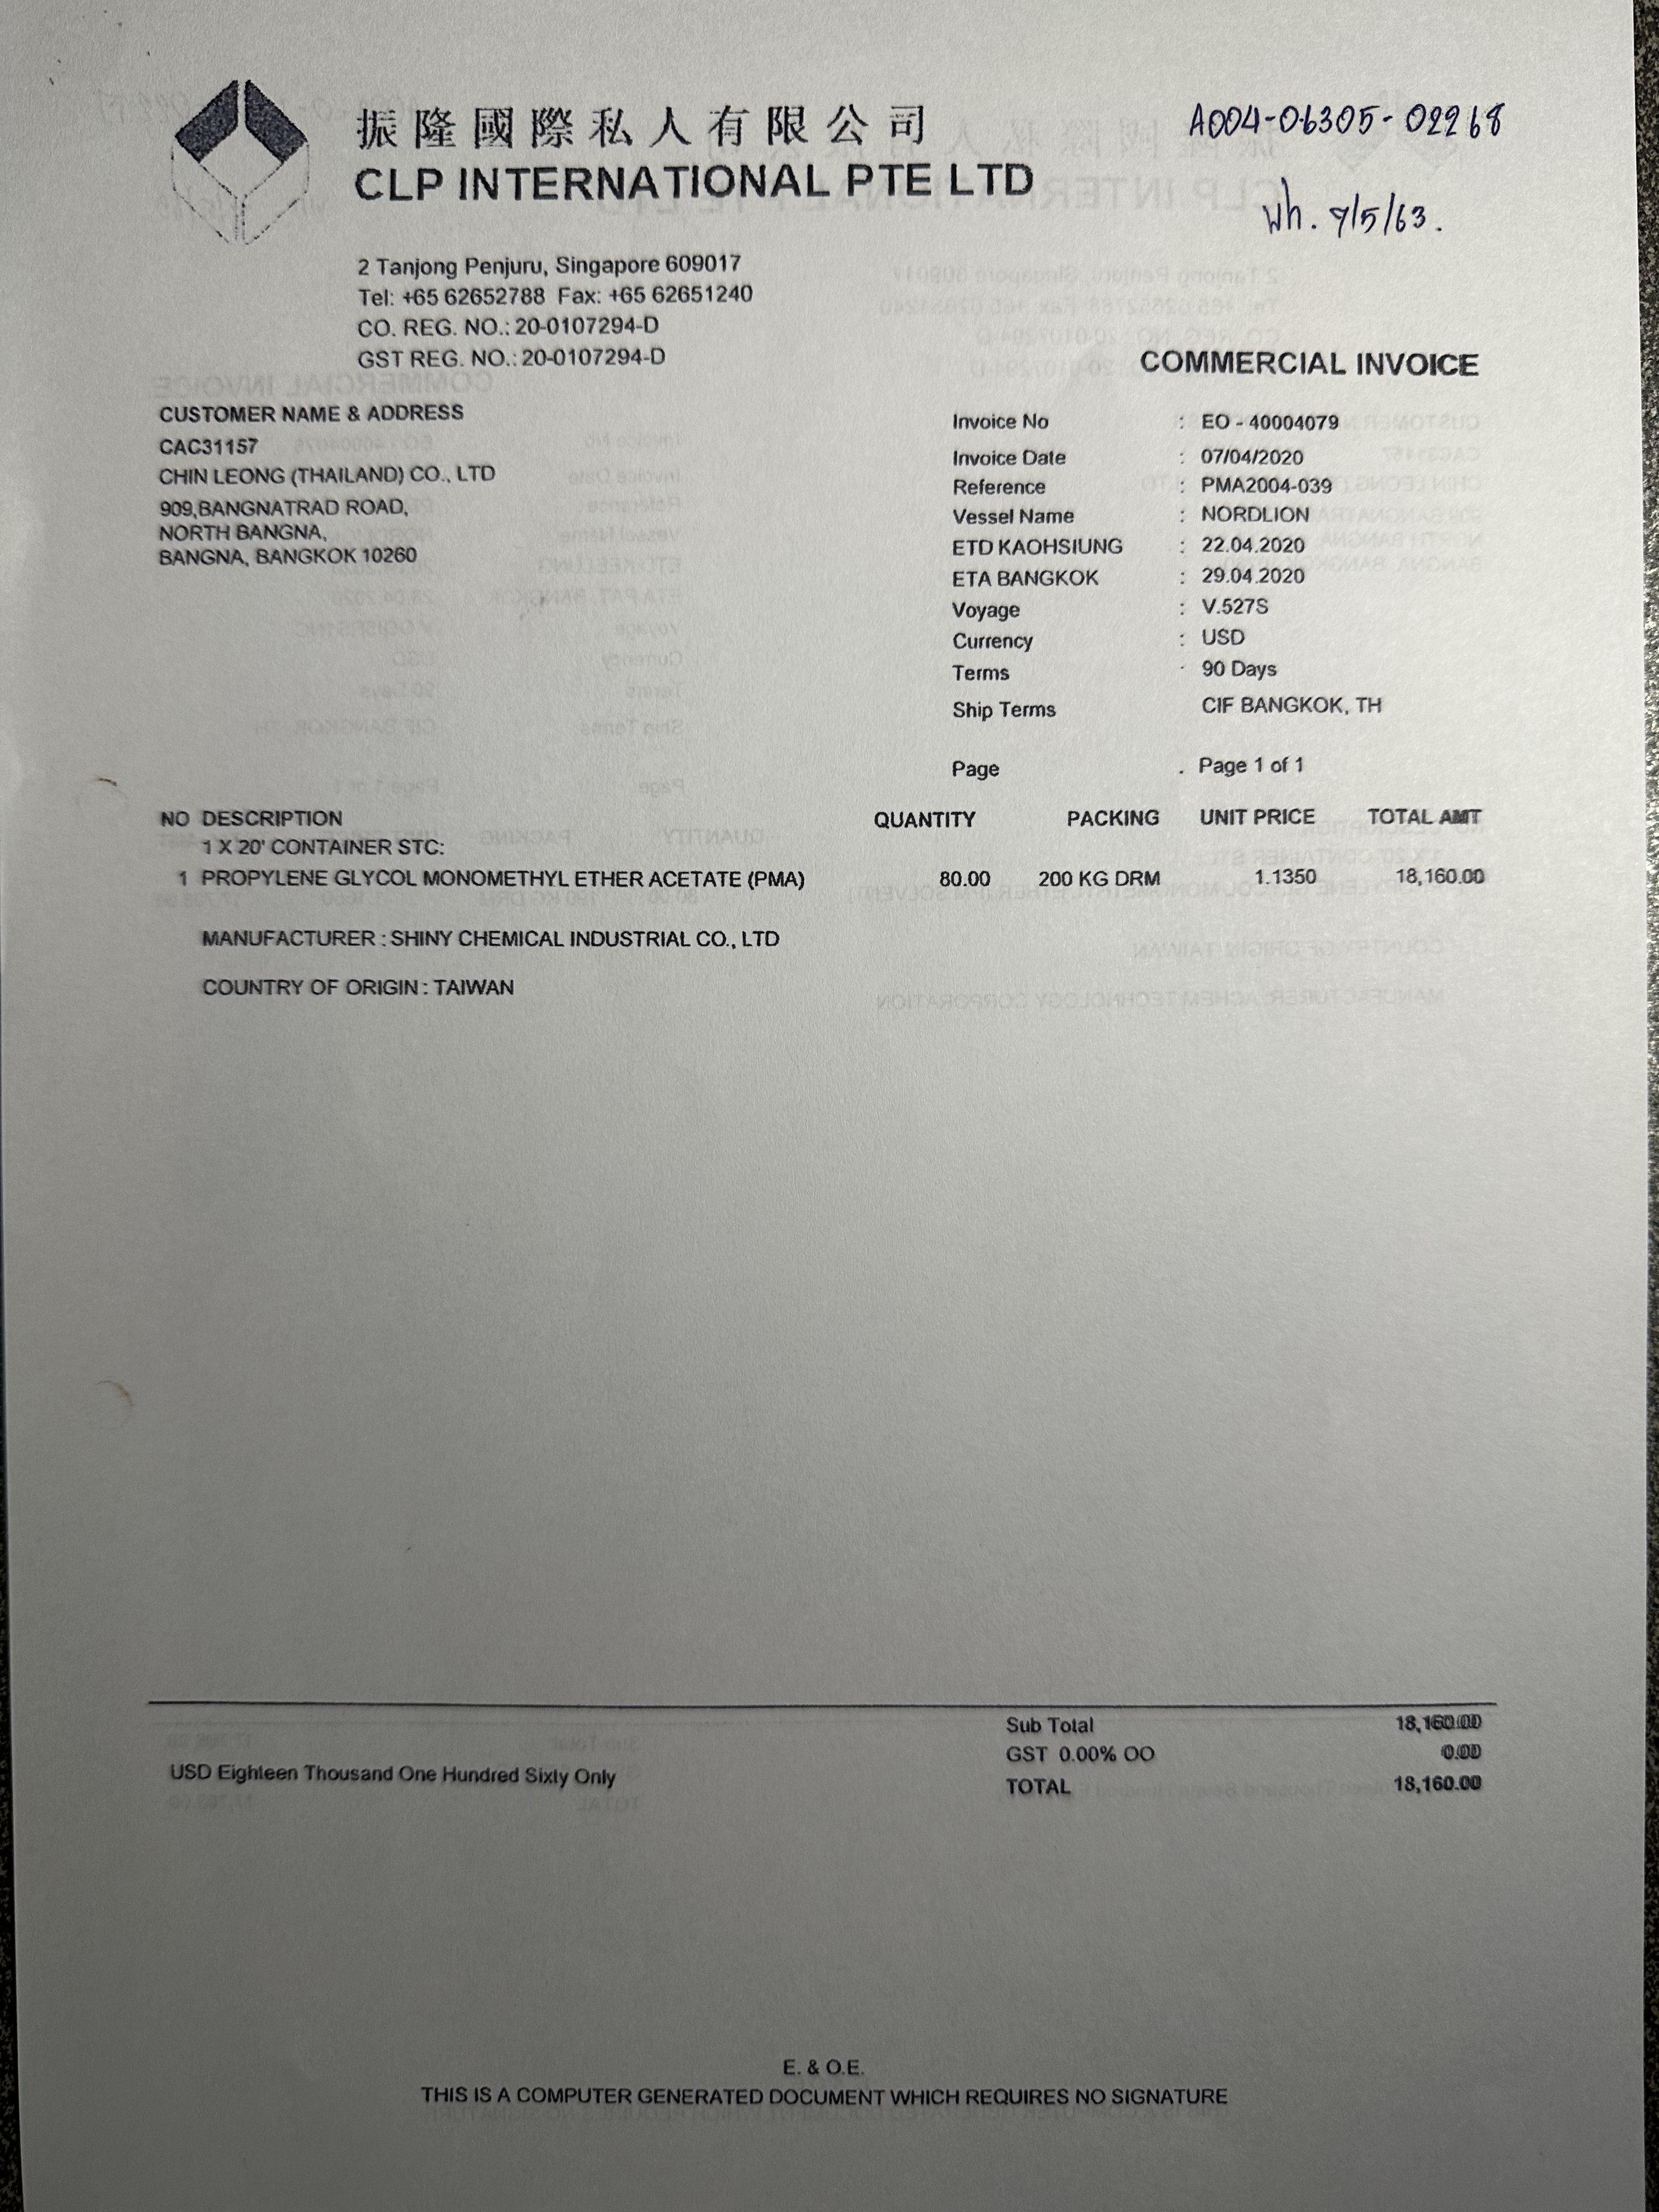 振隆國際私人有限公司
CLP INTERNATIONAL PTE LTD
A004-06305-02268
7/5/63.
2 Tanjong Penjuru, Singapore 609017
Tel: +65 62652788 Fax: +65 62651240
CO. REG. NO.: 20-0107294-D
GST REG. NO.: 20-0107294-D
COMMERCIAL INVOICE
CUSTOMER NAME & ADDRESS
CAC31157
CHIN LEONG (THAILAND) CO., LTD
909,BANGNATRAD ROAD,
NORTH BANGNA,
BANGNA, BANGKOK 10260
Invoice No : EO - 40004079
Invoice Date : 07/04/2020
Reference : PMA2004-039
Vessel Name : NORDLION
ETD KAOHSIUNG : 22.04.2020
ETA BANGKOK : 29.04.2020
Voyage : V.527S
Currency : USD
Terms : 90 Days
Ship Terms CIF BANGKOK, TH
Page . Page 1 of 1
NO DESCRIPTION QUANTITY PACKING UNIT PRICE TOTAL AMT
1 X 20' CONTAINER STC:
1 PROPYLENE GLYCOL MONOMETHYL ETHER ACETATE (PMA) 80.00 200 KG DRM 1.1350 18,160.00
MANUFACTURER : SHINY CHEMICAL INDUSTRIAL CO., LTD
COUNTRY OF ORIGIN : TAIWAN
Sub Total 18,160.00
GST 0.00% OO 0.00
USD Eighteen Thousand One Hundred Sixty Only
TOTAL 18,160.00
E. & O.E.
THIS IS A COMPUTER GENERATED DOCUMENT WHICH REQUIRES NO SIGNATURE